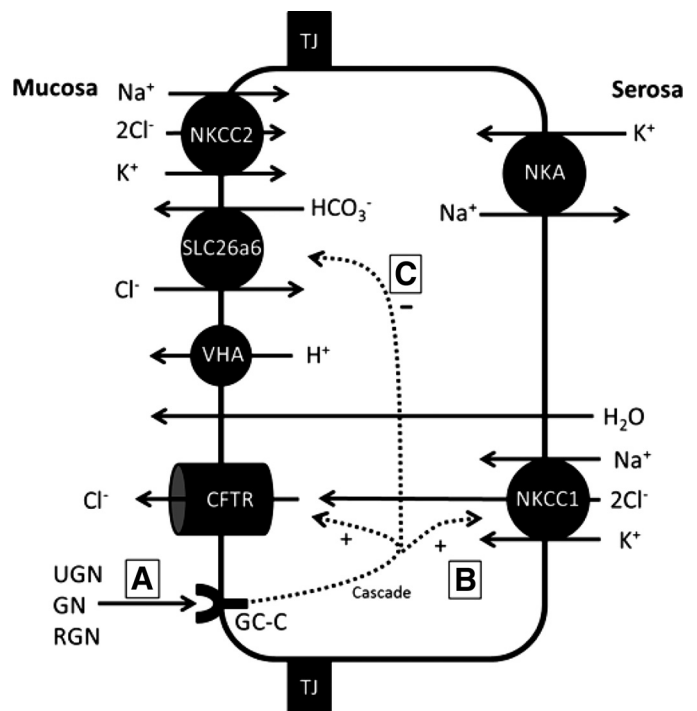 TJ
Mucosa
Serosa
Na⁺
2Cl⁻
K⁺
NKCC2
HCO₃⁻
SLC26a6
Cl⁻
K⁺
NKA
Na⁺
C
-
VHA
H⁺
H₂O
Na⁺
2Cl⁻
K⁺
NKCC1
Cl⁻
CFTR
+
+
B
A
UGN
GN
RGN
GC-C
Cascade
TJ